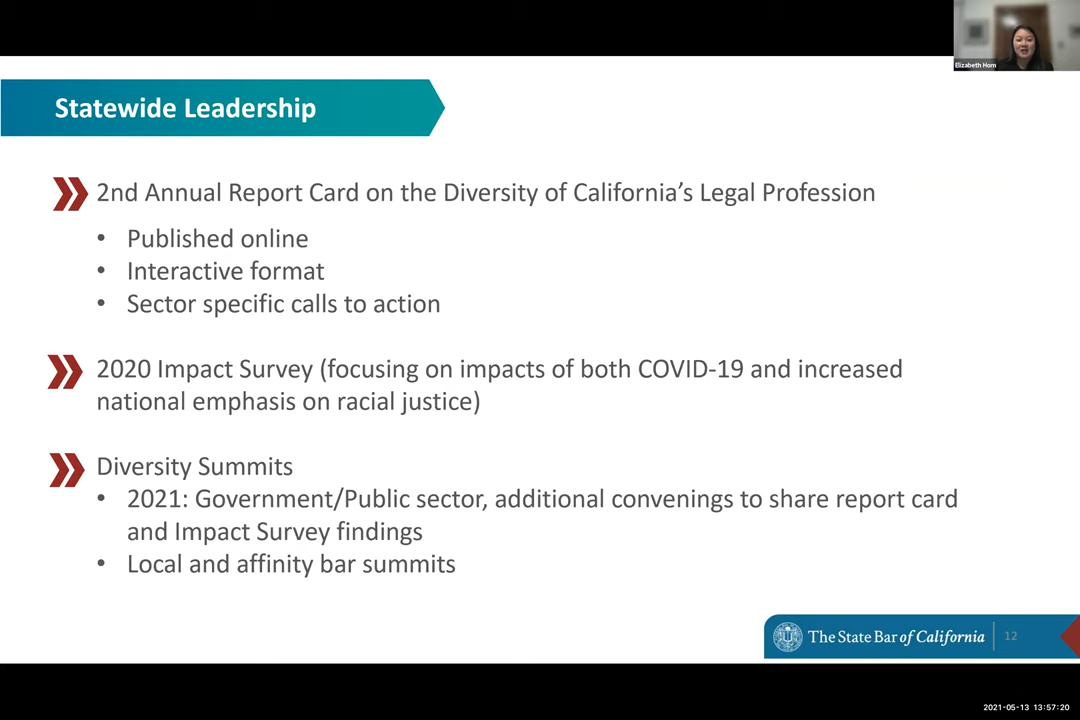 Elizabeth Hom
Statewide Leadership
2nd Annual Report Card on the Diversity of California’s Legal Profession
• Published online
• Interactive format
• Sector specific calls to action
2020 Impact Survey (focusing on impacts of both COVID-19 and increased
national emphasis on racial justice)
Diversity Summits
• 2021: Government/Public sector, additional convenings to share report card
and Impact Survey findings
• Local and affinity bar summits
The State Bar of California
12
2021-05-13 13:57:20